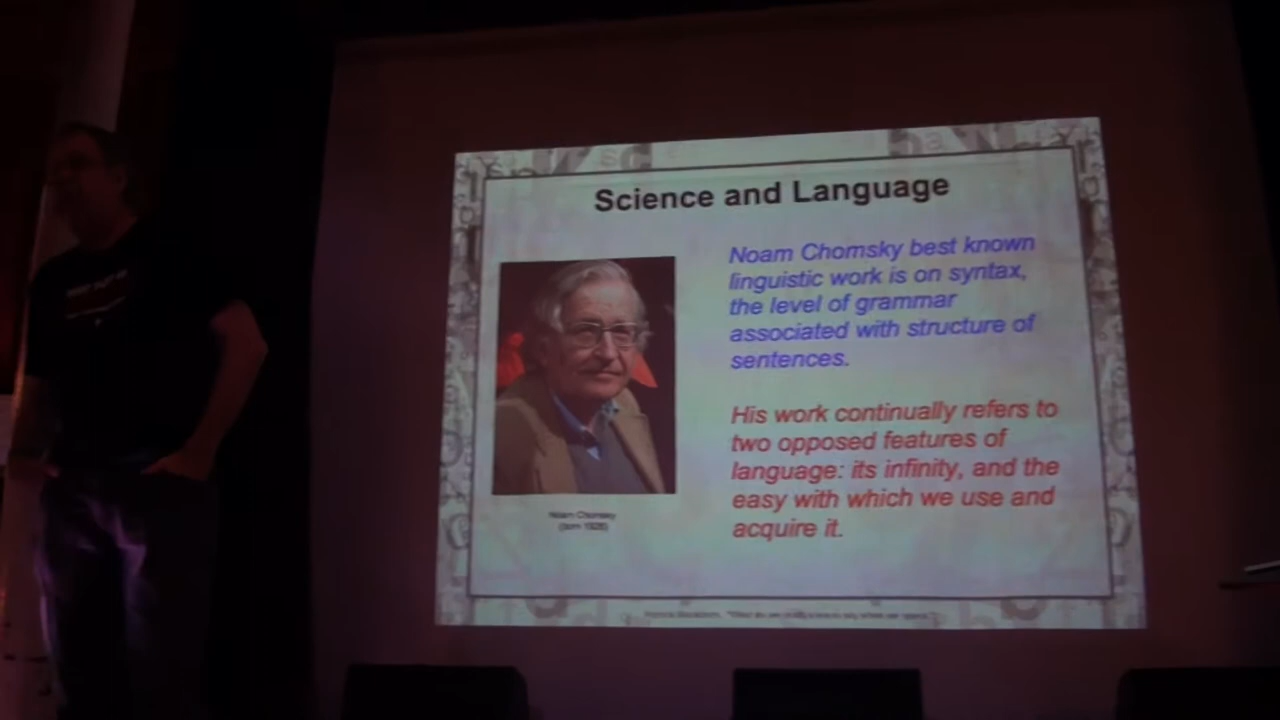 Science and Language
Noam Chomsky best known
linguistic work is on syntax,
the level of grammar
associated with structure of
sentences.
His work continually refers to
two opposed features of
language: its infinity, and the
easy with which we use and
acquire it.
Noam Chomsky
(born 1928)